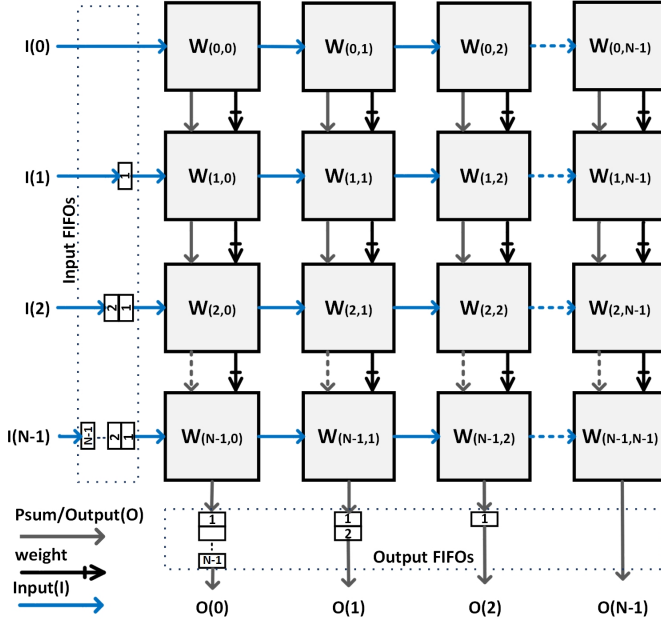 I(0) W(0,0) W(0,1) W(0,2) W(0,N-1)
I(1) 1 W(1,0) W(1,1) W(1,2) W(1,N-1)
Input FIFOs
I(2) 2 1 W(2,0) W(2,1) W(2,2) W(2,N-1)
I(N-1) N-1 2 1 W(N-1,0) W(N-1,1) W(N-1,2) W(N-1,N-1)
Psum/Output(O) 1 1 1
2
weight N-1 Output FIFOs
Input(I)
O(0) O(1) O(2) O(N-1)